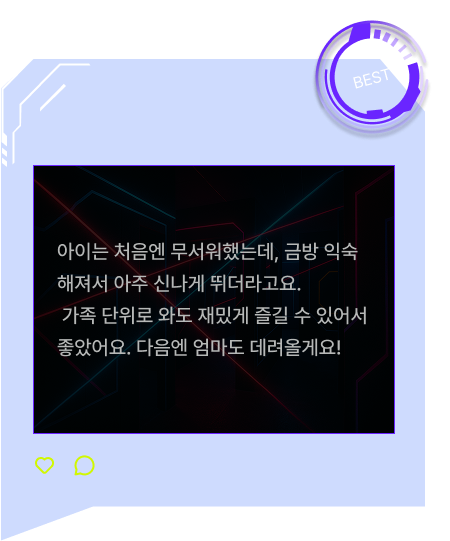 BEST
아이는 처음엔 무서워했는데, 금방 익숙
해져서 아주 신나게 뛰더라고요.
가족 단위로 와도 재밌게 즐길 수 있어서
좋았어요. 다음엔 엄마도 데려올게요!